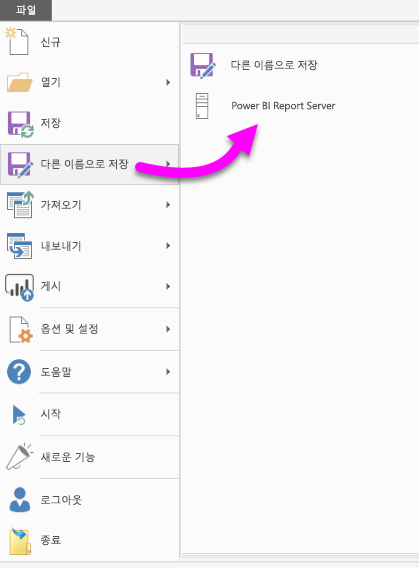 파일
신규
열기
저장
다른 이름으로 저장
가져오기
내보내기
게시
옵션 및 설정
도움말
시작
새로운 기능
로그아웃
종료
다른 이름으로 저장
Power BI Report Server